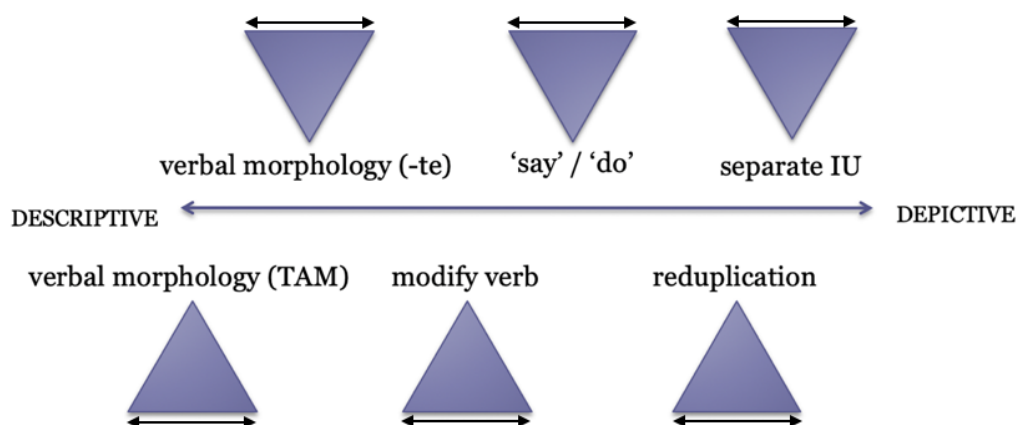 verbal morphology (-te) ‘say’ / ‘do’ separate IU
DESCRIPTIVE DEPICTIVE
verbal morphology (TAM) modify verb reduplication